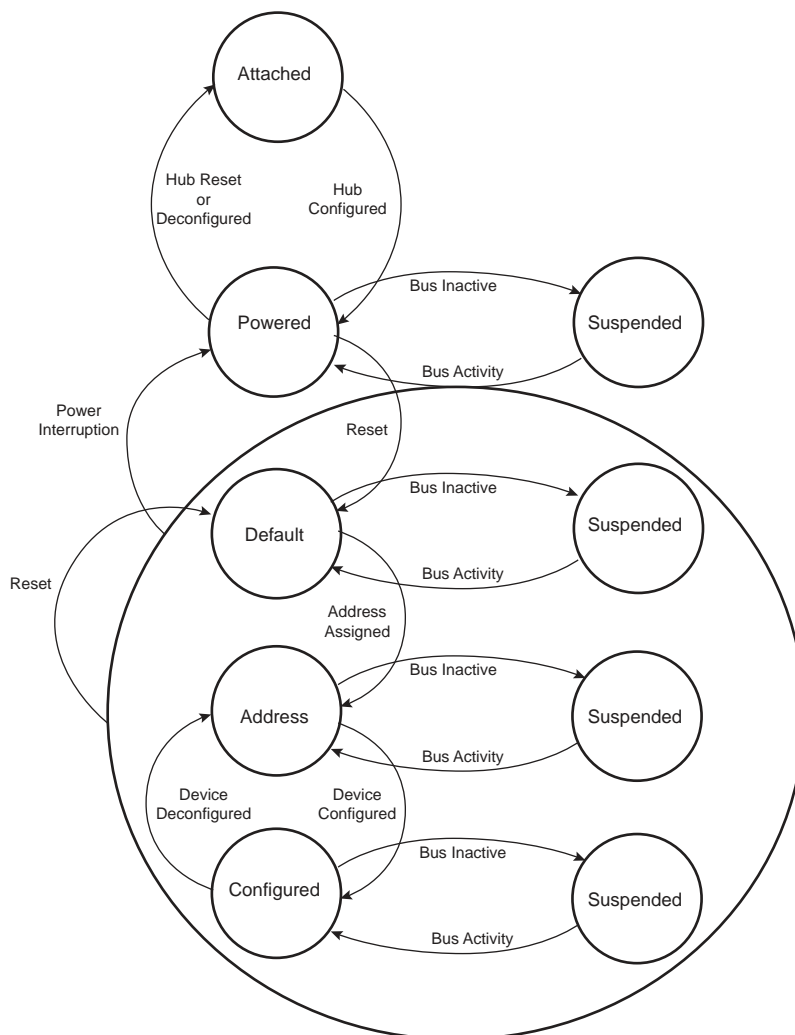 Attached
Hub Reset
or
Deconfigured
Hub
Configured
Bus Inactive
Powered
Suspended
Bus Activity
Power
Interruption
Reset
Bus Inactive
Default
Suspended
Bus Activity
Reset
Address
Assigned
Bus Inactive
Address
Suspended
Bus Activity
Device
Deconfigured
Device
Configured
Bus Inactive
Configured
Suspended
Bus Activity